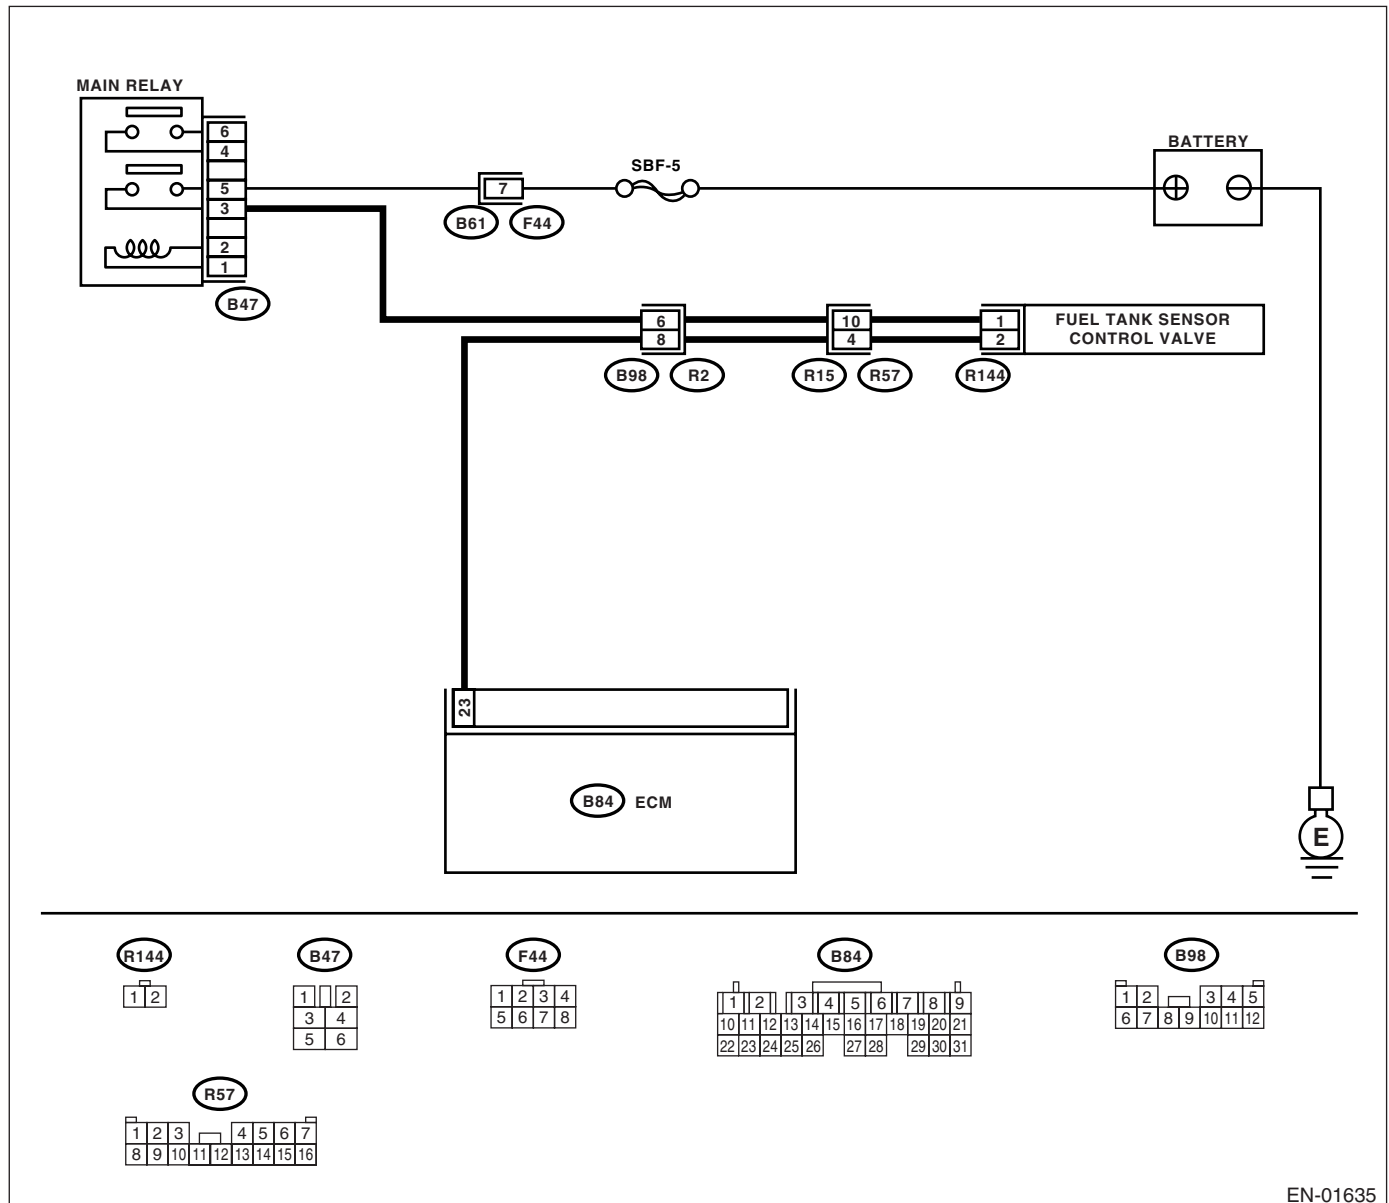 MAIN RELAY
6
4
5
3
2
1
B47
7
B61 F44
SBF-5
BATTERY
6
8
B98 R2
10
4
R15 R57
1
2
R144
FUEL TANK SENSOR
CONTROL VALVE
23
B84 ECM
E
R144
1 2
B47
1 2
3 4
5 6
F44
1 2 3 4
5 6 7 8
B84
1 2 3 4 5 6 7 8 9
10 11 12 13 14 15 16 17 18 19 20 21
22 23 24 25 26 27 28 29 30 31
B98
1 2 3 4 5
6 7 8 9 10 11 12
R57
1 2 3 4 5 6 7
8 9 10 11 12 13 14 15 16
EN-01635